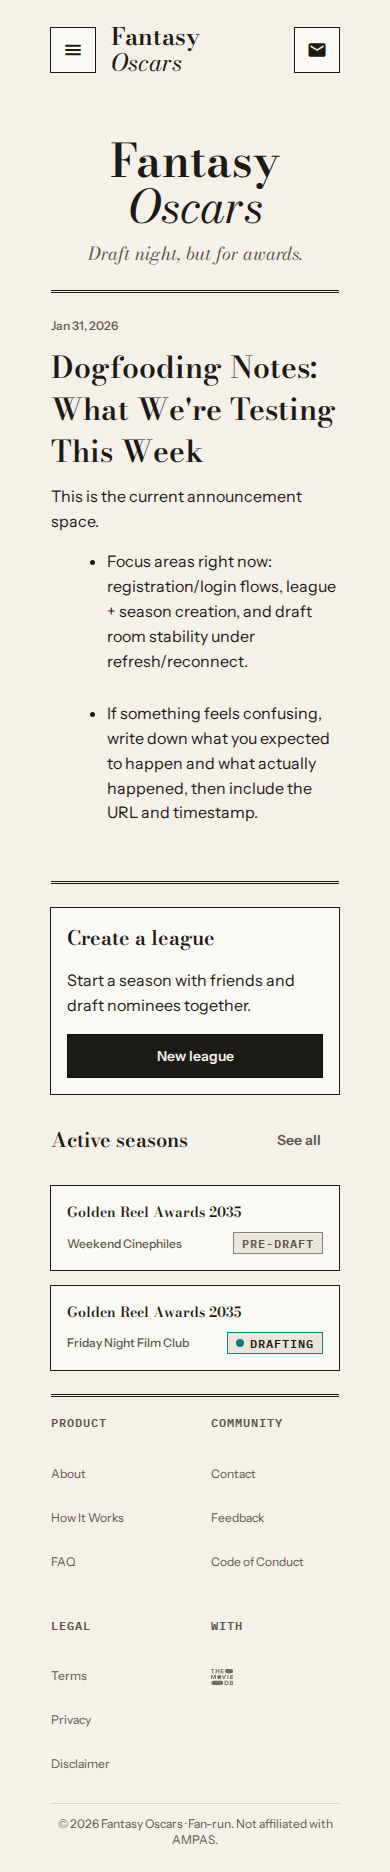 Fantasy
Oscars
Fantasy
Oscars
Draft night, but for awards.
Jan 31, 2026
Dogfooding Notes:
What We're Testing
This Week
This is the current announcement
space.
• Focus areas right now:
registration/login flows, league
+ season creation, and draft
room stability under
refresh/reconnect.
• If something feels confusing,
write down what you expected
to happen and what actually
happened, then include the
URL and timestamp.
Create a league
Start a season with friends and
draft nominees together.
New league
Active seasons See all
Golden Reel Awards 2035
Weekend Cinephiles PRE-DRAFT
Golden Reel Awards 2035
Friday Night Film Club DRAFTING
PRODUCT COMMUNITY
About Contact
How It Works Feedback
FAQ Code of Conduct
LEGAL WITH
Terms THE MOVIE DB
Privacy
Disclaimer
© 2026 Fantasy Oscars · Fan-run. Not affiliated with
AMPAS.